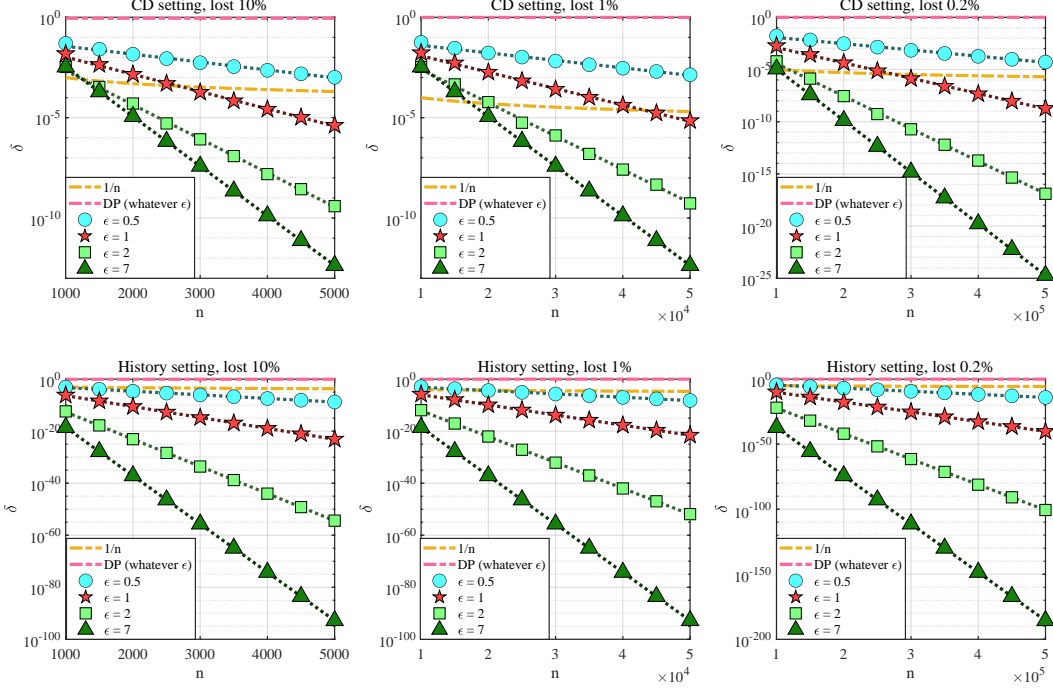 CD setting, lost 10%
10^0
10^-5
10^-10
δ
1/n
DP (whatever ϵ)
ϵ = 0.5
ϵ = 1
ϵ = 2
ϵ = 7
1000 2000 3000 4000 5000
n
CD setting, lost 1%
10^0
10^-5
10^-10
δ
1/n
DP (whatever ϵ)
ϵ = 0.5
ϵ = 1
ϵ = 2
ϵ = 7
1 2 3 4 5
n
×10^4
CD setting, lost 0.2%
10^0
10^-5
10^-10
10^-15
10^-20
10^-25
δ
1/n
DP (whatever ϵ)
ϵ = 0.5
ϵ = 1
ϵ = 2
ϵ = 7
1 2 3 4 5
n
×10^5
History setting, lost 10%
10^0
10^-20
10^-40
10^-60
10^-80
10^-100
δ
1/n
DP (whatever ϵ)
ϵ = 0.5
ϵ = 1
ϵ = 2
ϵ = 7
1000 2000 3000 4000 5000
n
History setting, lost 1%
10^0
10^-20
10^-40
10^-60
10^-80
10^-100
δ
1/n
DP (whatever ϵ)
ϵ = 0.5
ϵ = 1
ϵ = 2
ϵ = 7
1 2 3 4 5
n
×10^4
History setting, lost 0.2%
10^0
10^-50
10^-100
10^-150
10^-200
δ
1/n
DP (whatever ϵ)
ϵ = 0.5
ϵ = 1
ϵ = 2
ϵ = 7
1 2 3 4 5
n
×10^5